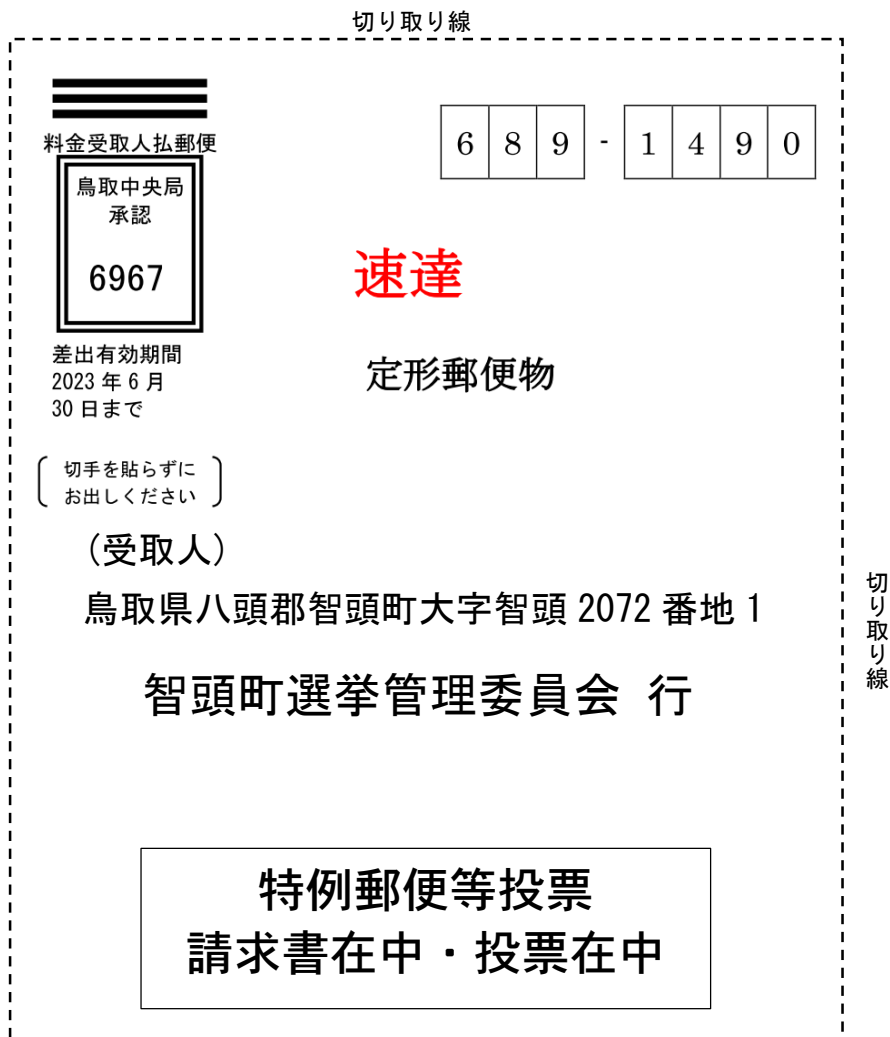 切り取り線
料金受取人払郵便
689-1490
鳥取中央局
承認
6967
速達
差出有効期間
2023年6月
30日まで
定形郵便物
切手を貼らずに
お出しください
(受取人)
鳥取県八頭郡智頭町大字智頭2072番地1
智頭町選挙管理委員会 行
切り取り線
特例郵便等投票
請求書在中・投票在中